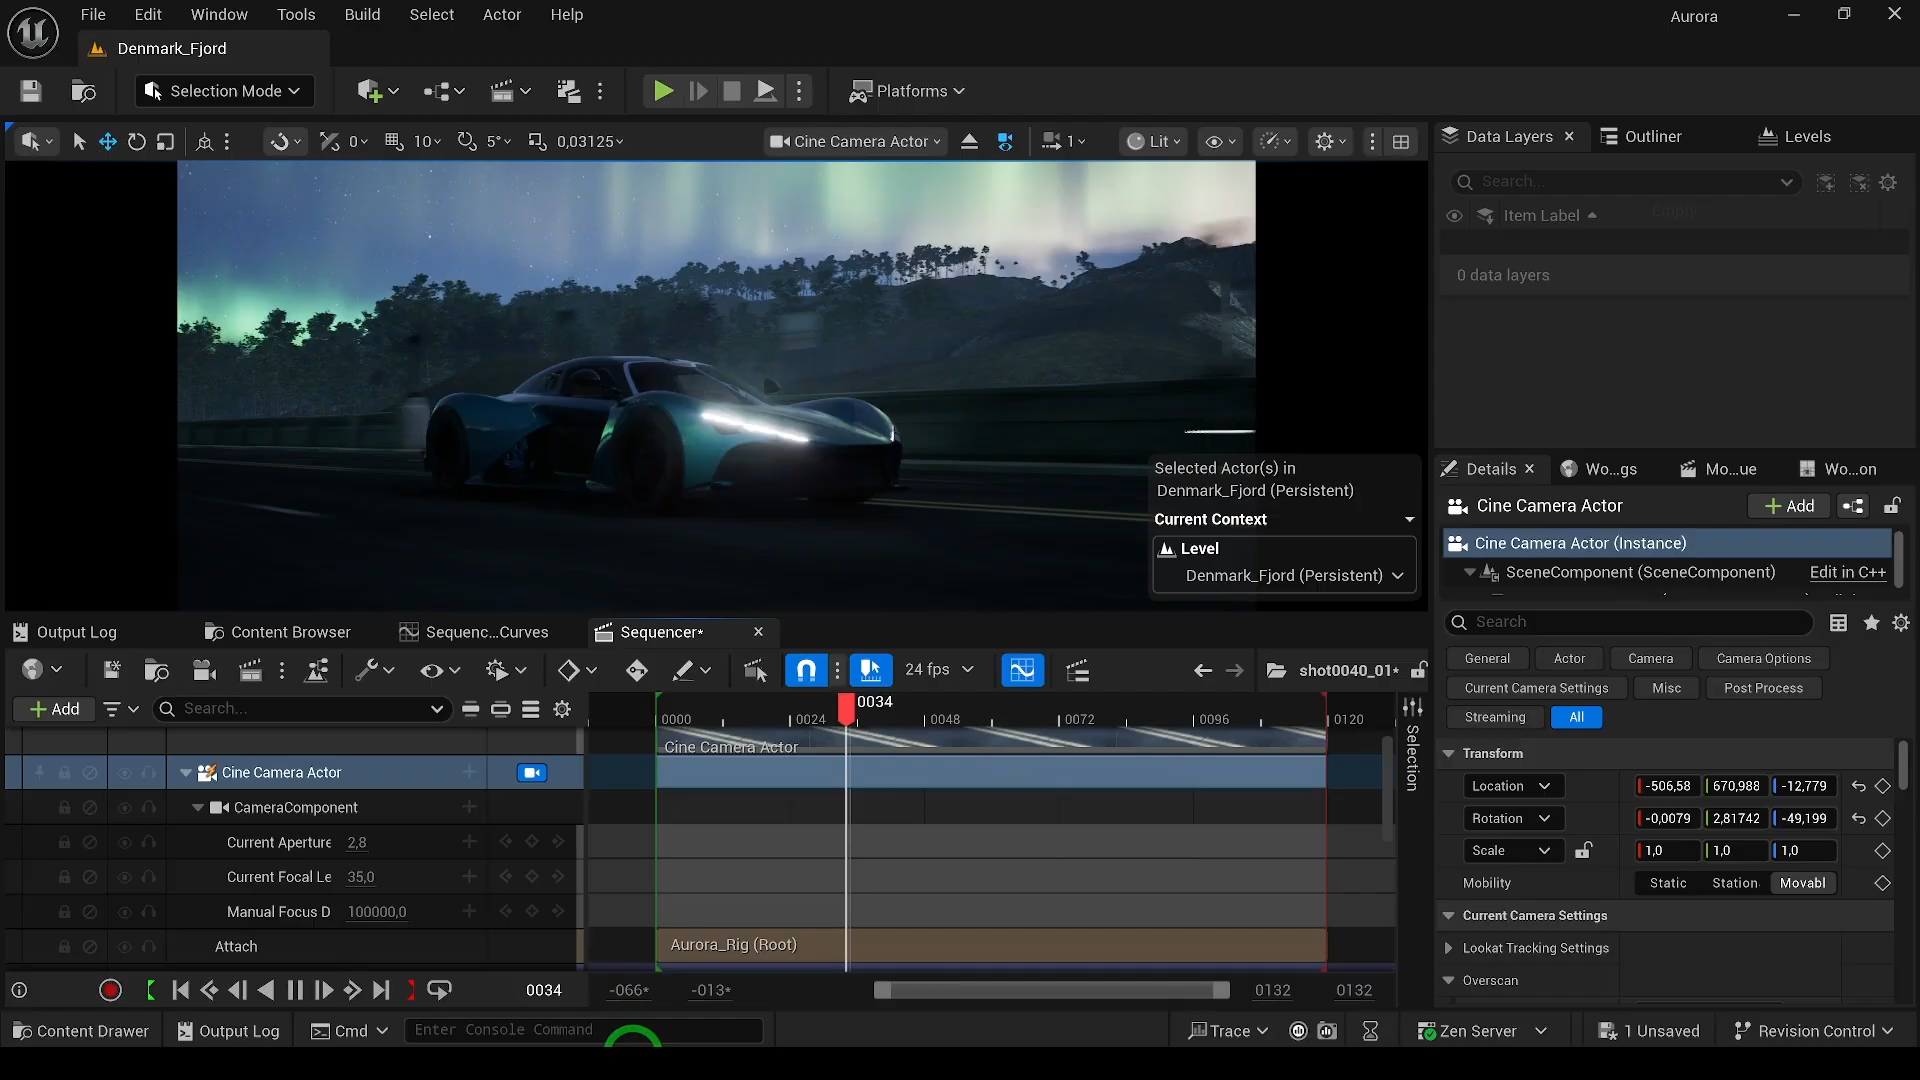 File Edit Window Tools Build Select Actor Help
Aurora
Denmark_Fjord
Selection Mode
Platforms
0
10
5°
0,03125
Cine Camera Actor
1
Lit
Data Layers
Outliner
Levels
Search...
Item Label
Empty
0 data layers
Selected Actor(s) in
Denmark_Fjord (Persistent)
Current Context
Level
Denmark_Fjord (Persistent)
Details
Wo...gs
Mo...ue
Wo...on
Cine Camera Actor
Add
Cine Camera Actor (Instance)
SceneComponent (SceneComponent)
Edit in C++
Search
General
Actor
Camera
Camera Options
Current Camera Settings
Misc
Post Process
Streaming
All
Transform
Location
-506,58
670,988
-12,779
Rotation
-0,0079
2,81742
-49,199
Scale
1,0
1,0
1,0
Mobility
Static
Station
Movabl
Current Camera Settings
Lookat Tracking Settings
Overscan
Output Log
Content Browser
Sequenc...Curves
Sequencer*
24 fps
shot0040_01*
Add
Search...
0034
0000
0024
0048
0072
0096
0120
Selection
Cine Camera Actor
Cine Camera Actor
CameraComponent
Current Aperture
2,8
Current Focal Le
35,0
Manual Focus D
100000,0
Attach
Aurora_Rig (Root)
0034
-066*
-013*
0132
0132
Content Drawer
Output Log
Cmd
Enter Console Command
Trace
Zen Server
1 Unsaved
Revision Control